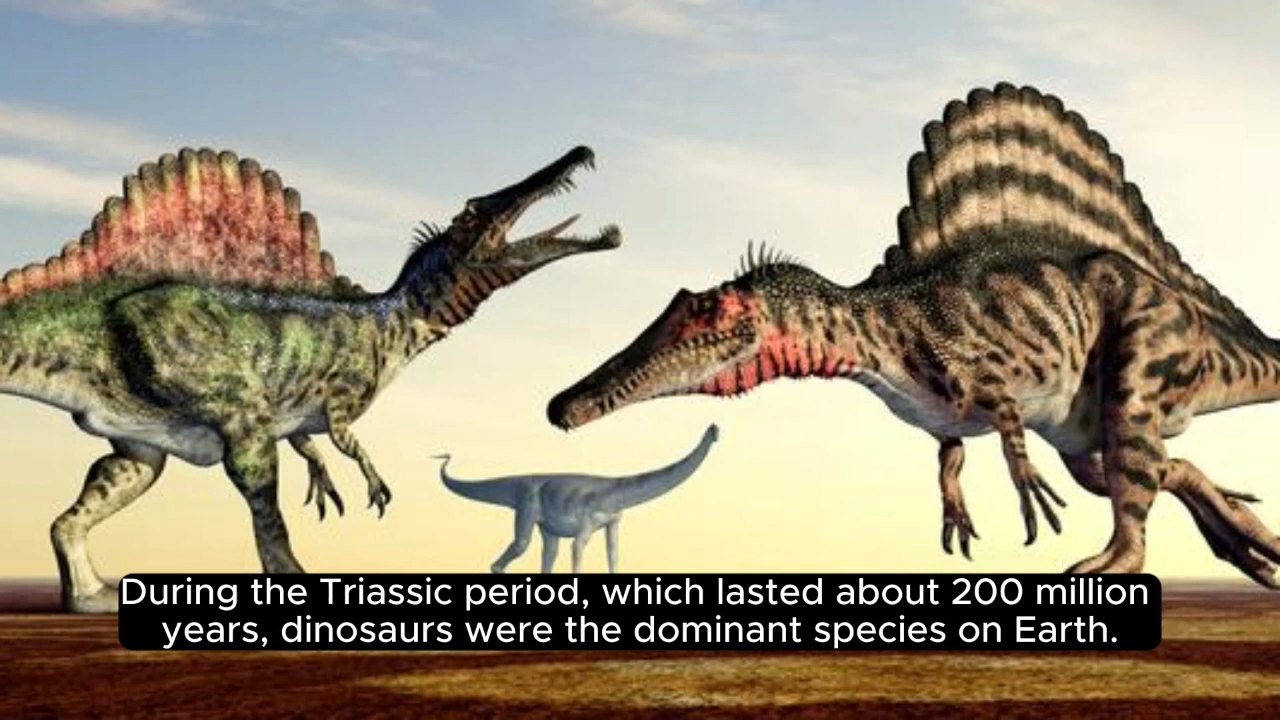 During the Triassic period, which lasted about 200 million
years, dinosaurs were the dominant species on Earth.